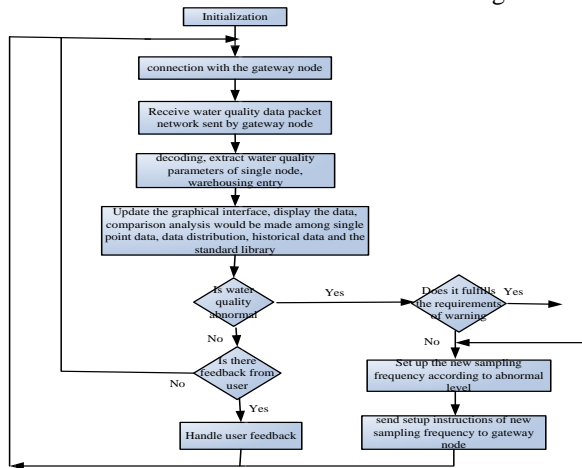 Initialization
connection with the gateway node
Receive water quality data packet
network sent by gateway node
decoding, extract water quality
parameters of single node,
warehousing entry
Update the graphical interface, display the data,
comparison analysis would be made among single
point data, data distribution, historical data and the
standard library
Is water
quality
abnormal
Yes
Does it fulfills
the requirements
of warning
Yes
No
No
Is there
feedback from
user
No
Yes
Set up the new sampling
frequency according to abnormal
level
Handle user feedback
send setup instructions of new
sampling frequency to gateway
node